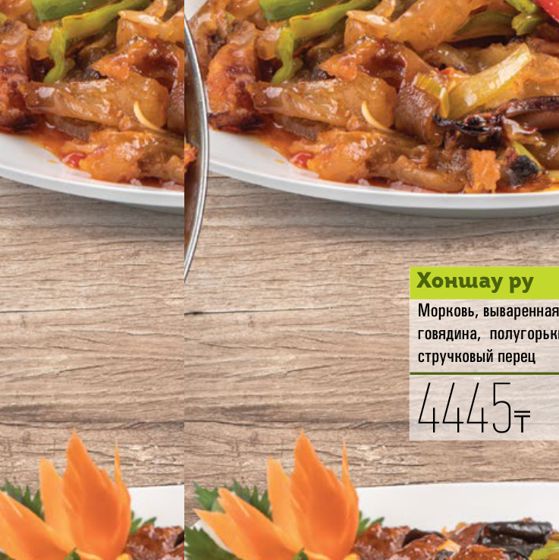 Хоншау ру
Морковь, вываренная
говядина, полугорьк
стручковый перец
4445₸